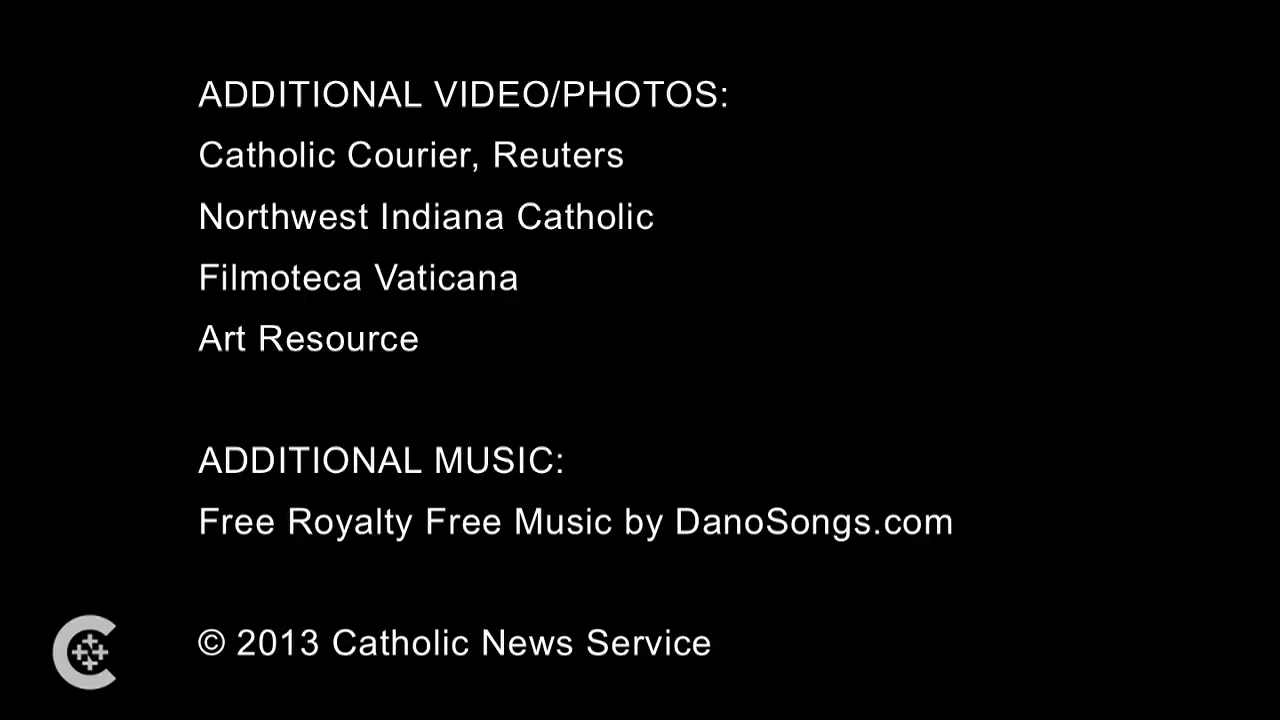 ADDITIONAL VIDEO/PHOTOS:
Catholic Courier, Reuters
Northwest Indiana Catholic
Filmoteca Vaticana
Art Resource
ADDITIONAL MUSIC:
Free Royalty Free Music by DanoSongs.com
© 2013 Catholic News Service